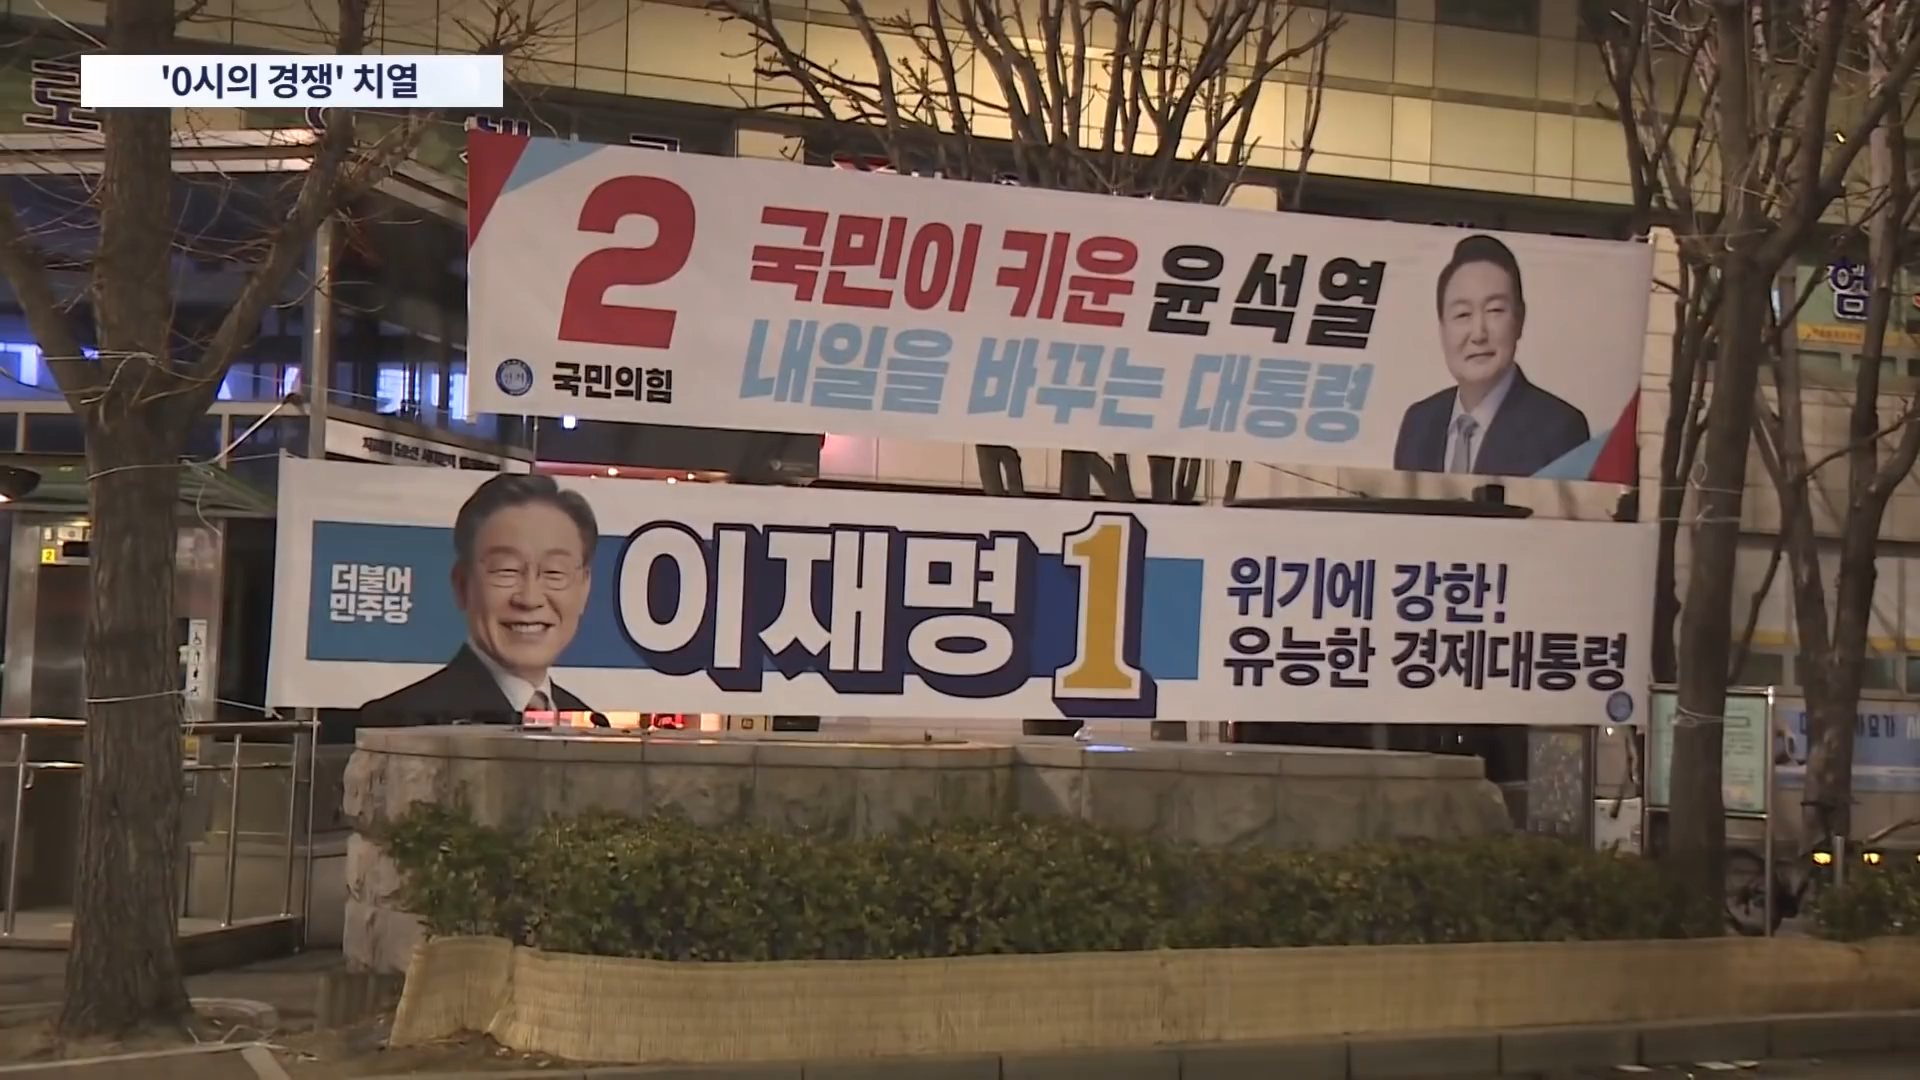 '0시의 경쟁' 치열
2 국민이 키운 윤석열
내일을 바꾸는 대통령
국민의힘
더불어
민주당
이재명 1
위기에 강한!
유능한 경제대통령
2